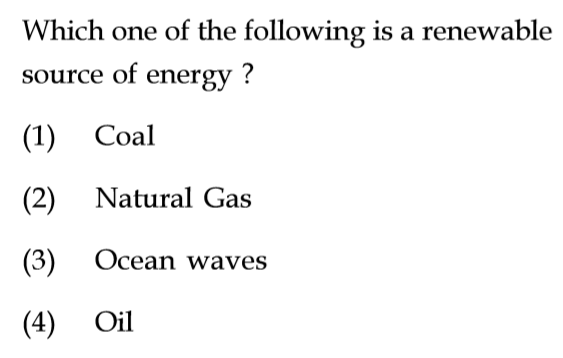 Which one of the following is a renewable
source of energy ?
(1) Coal
(2) Natural Gas
(3) Ocean waves
(4) Oil